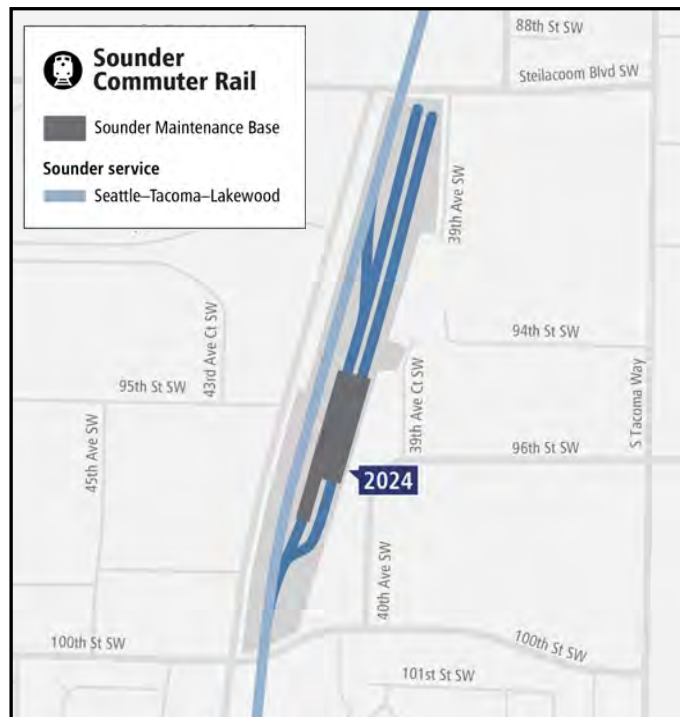 Sounder
Commuter Rail
Sounder Maintenance Base
Sounder service
Seattle–Tacoma–Lakewood
88th St SW
Steilacoom Blvd SW
39th Ave SW
94th St SW
43rd Ave Ct SW
95th St SW
39th Ave Ct SW
S Tacoma Way
45th Ave SW
96th St SW
2024
40th Ave SW
100th St SW
100th St SW
101st St SW